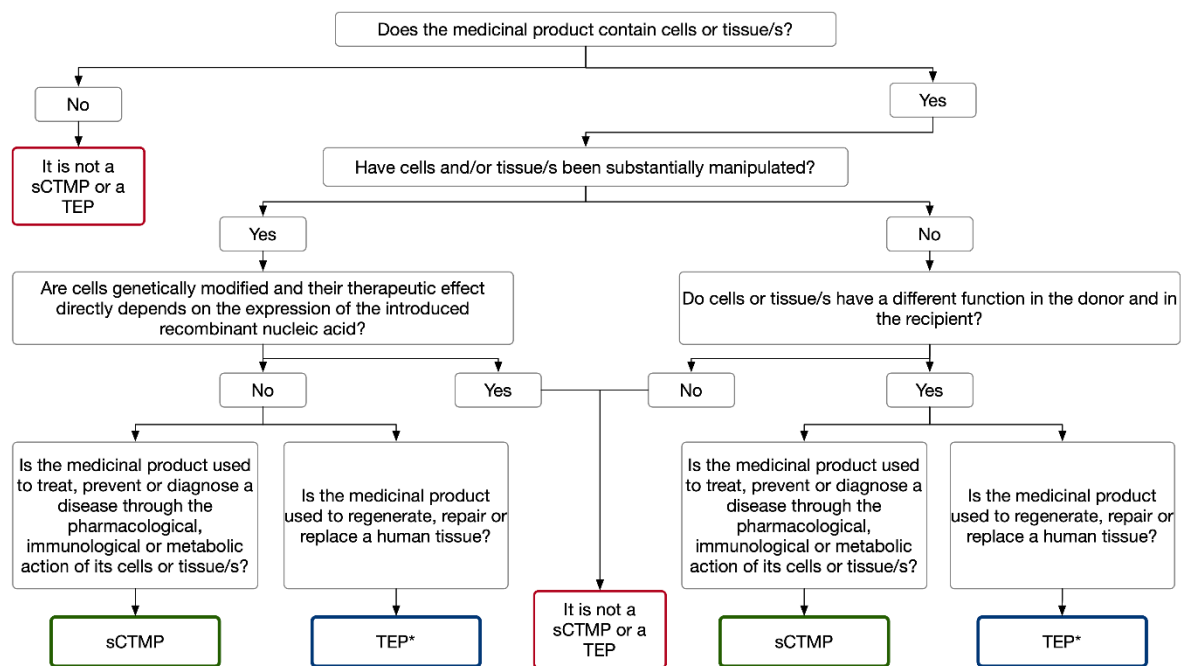 Does the medicinal product contain cells or tissue/s?
No
Yes
It is not a
sCTMP or a
TEP
Have cells and/or tissue/s been substantially manipulated?
Yes
No
Are cells genetically modified and their therapeutic effect
directly depends on the expression of the introduced
recombinant nucleic acid?
Do cells or tissue/s have a different function in the donor and in
the recipient?
No
Yes
No
Yes
Is the medicinal product used
to treat, prevent or diagnose a
disease through the
pharmacological,
immunological or metabolic
action of its cells or tissue/s?
Is the medicinal product
used to regenerate, repair or
replace a human tissue?
Is the medicinal product used
to treat, prevent or diagnose a
disease through the
pharmacological,
immunological or metabolic
action of its cells or tissue/s?
Is the medicinal product
used to regenerate, repair or
replace a human tissue?
sCTMP
TEP*
It is not a
sCTMP or a
TEP
sCTMP
TEP*